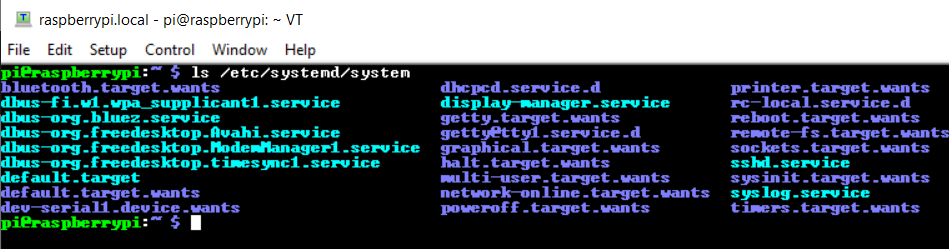 raspberrypi.local - pi@raspberrypi: ~ VT
File Edit Setup Control Window Help
pi@raspberrypi:~ $ ls /etc/systemd/system
bluetooth.target.wants dhcpcd.service.d printer.target.wants
dbus-fi.w1.wpa_supplicant1.service display-manager.service rc-local.service.d
dbus-org.bluez.service getty.target.wants reboot.target.wants
dbus-org.freedesktop.Avahi.service getty@tty1.service.d remote-fs.target.wants
dbus-org.freedesktop.ModemManager1.service graphical.target.wants sockets.target.wants
dbus-org.freedesktop.timesync1.service halt.target.wants sshd.service
default.target multi-user.target.wants sysinit.target.wants
default.target.wants network-online.target.wants syslog.service
dev-serial1.device.wants poweroff.target.wants timers.target.wants
pi@raspberrypi:~ $